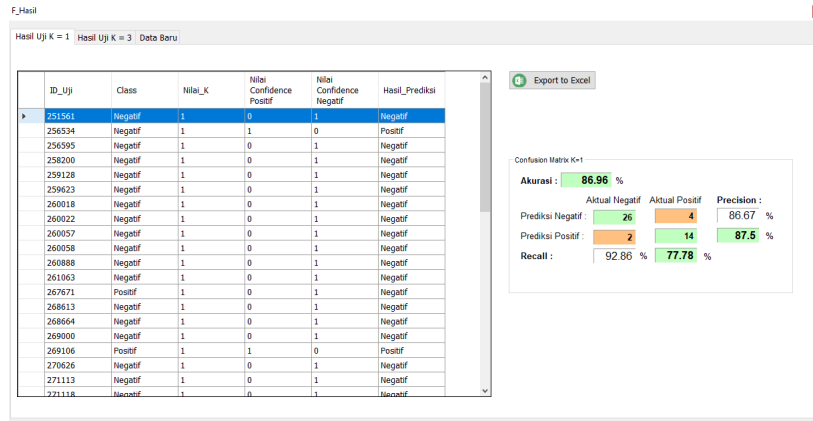 F_Hasil
Hasil Uji K = 1 Hasil Uji K = 3 Data Baru
ID_Uji Class Nilai_K Nilai Confidence Positif Nilai Confidence Negatif Hasil_Prediksi
251561 Negatif 1 0 1 Negatif
256534 Negatif 1 1 0 Positif
256595 Negatif 1 0 1 Negatif
258200 Negatif 1 0 1 Negatif
259128 Negatif 1 0 1 Negatif
259623 Negatif 1 0 1 Negatif
260018 Negatif 1 0 1 Negatif
260022 Negatif 1 0 1 Negatif
260057 Negatif 1 0 1 Negatif
260058 Negatif 1 0 1 Negatif
260888 Negatif 1 0 1 Negatif
261063 Negatif 1 0 1 Negatif
267671 Positif 1 0 1 Negatif
268613 Negatif 1 0 1 Negatif
268664 Negatif 1 0 1 Negatif
269000 Negatif 1 0 1 Negatif
269106 Positif 1 1 0 Positif
270626 Negatif 1 0 1 Negatif
271113 Negatif 1 0 1 Negatif
271118 Negatif 1 0 1 Negatif
Export to Excel
Confusion Matrix K=1
Akurasi : 86.96 %
Aktual Negatif Aktual Positif Precision :
Prediksi Negatif : 26 4 86.67 %
Prediksi Positif : 2 14 87.5 %
Recall : 92.86 % 77.78 %